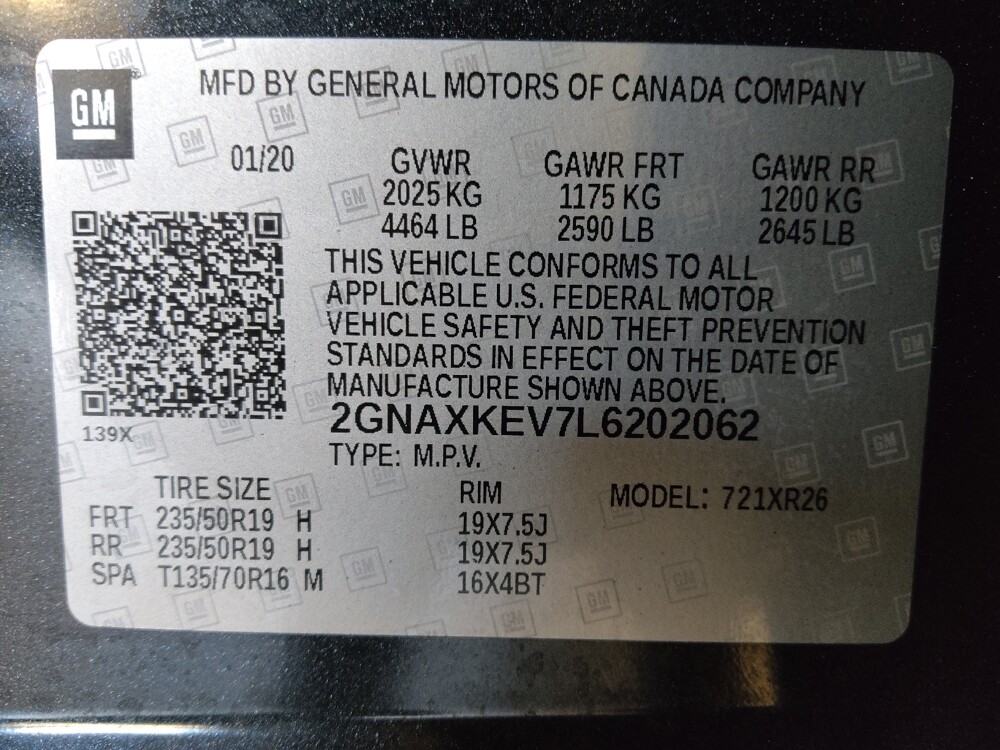 GM
MFD BY GENERAL MOTORS OF CANADA COMPANY
01/20 GVWR GAWR FRT GAWR RR
2025 KG 1175 KG 1200 KG
4464 LB 2590 LB 2645 LB
THIS VEHICLE CONFORMS TO ALL
APPLICABLE U.S. FEDERAL MOTOR
VEHICLE SAFETY AND THEFT PREVENTION
STANDARDS IN EFFECT ON THE DATE OF
MANUFACTURE SHOWN ABOVE.
139X 2GNAXKEV7L6202062
TYPE: M.P.V.
TIRE SIZE RIM MODEL: 721XR26
FRT 235/50R19 H 19X7.5J
RR 235/50R19 H 19X7.5J
SPA T135/70R16 M 16X4BT